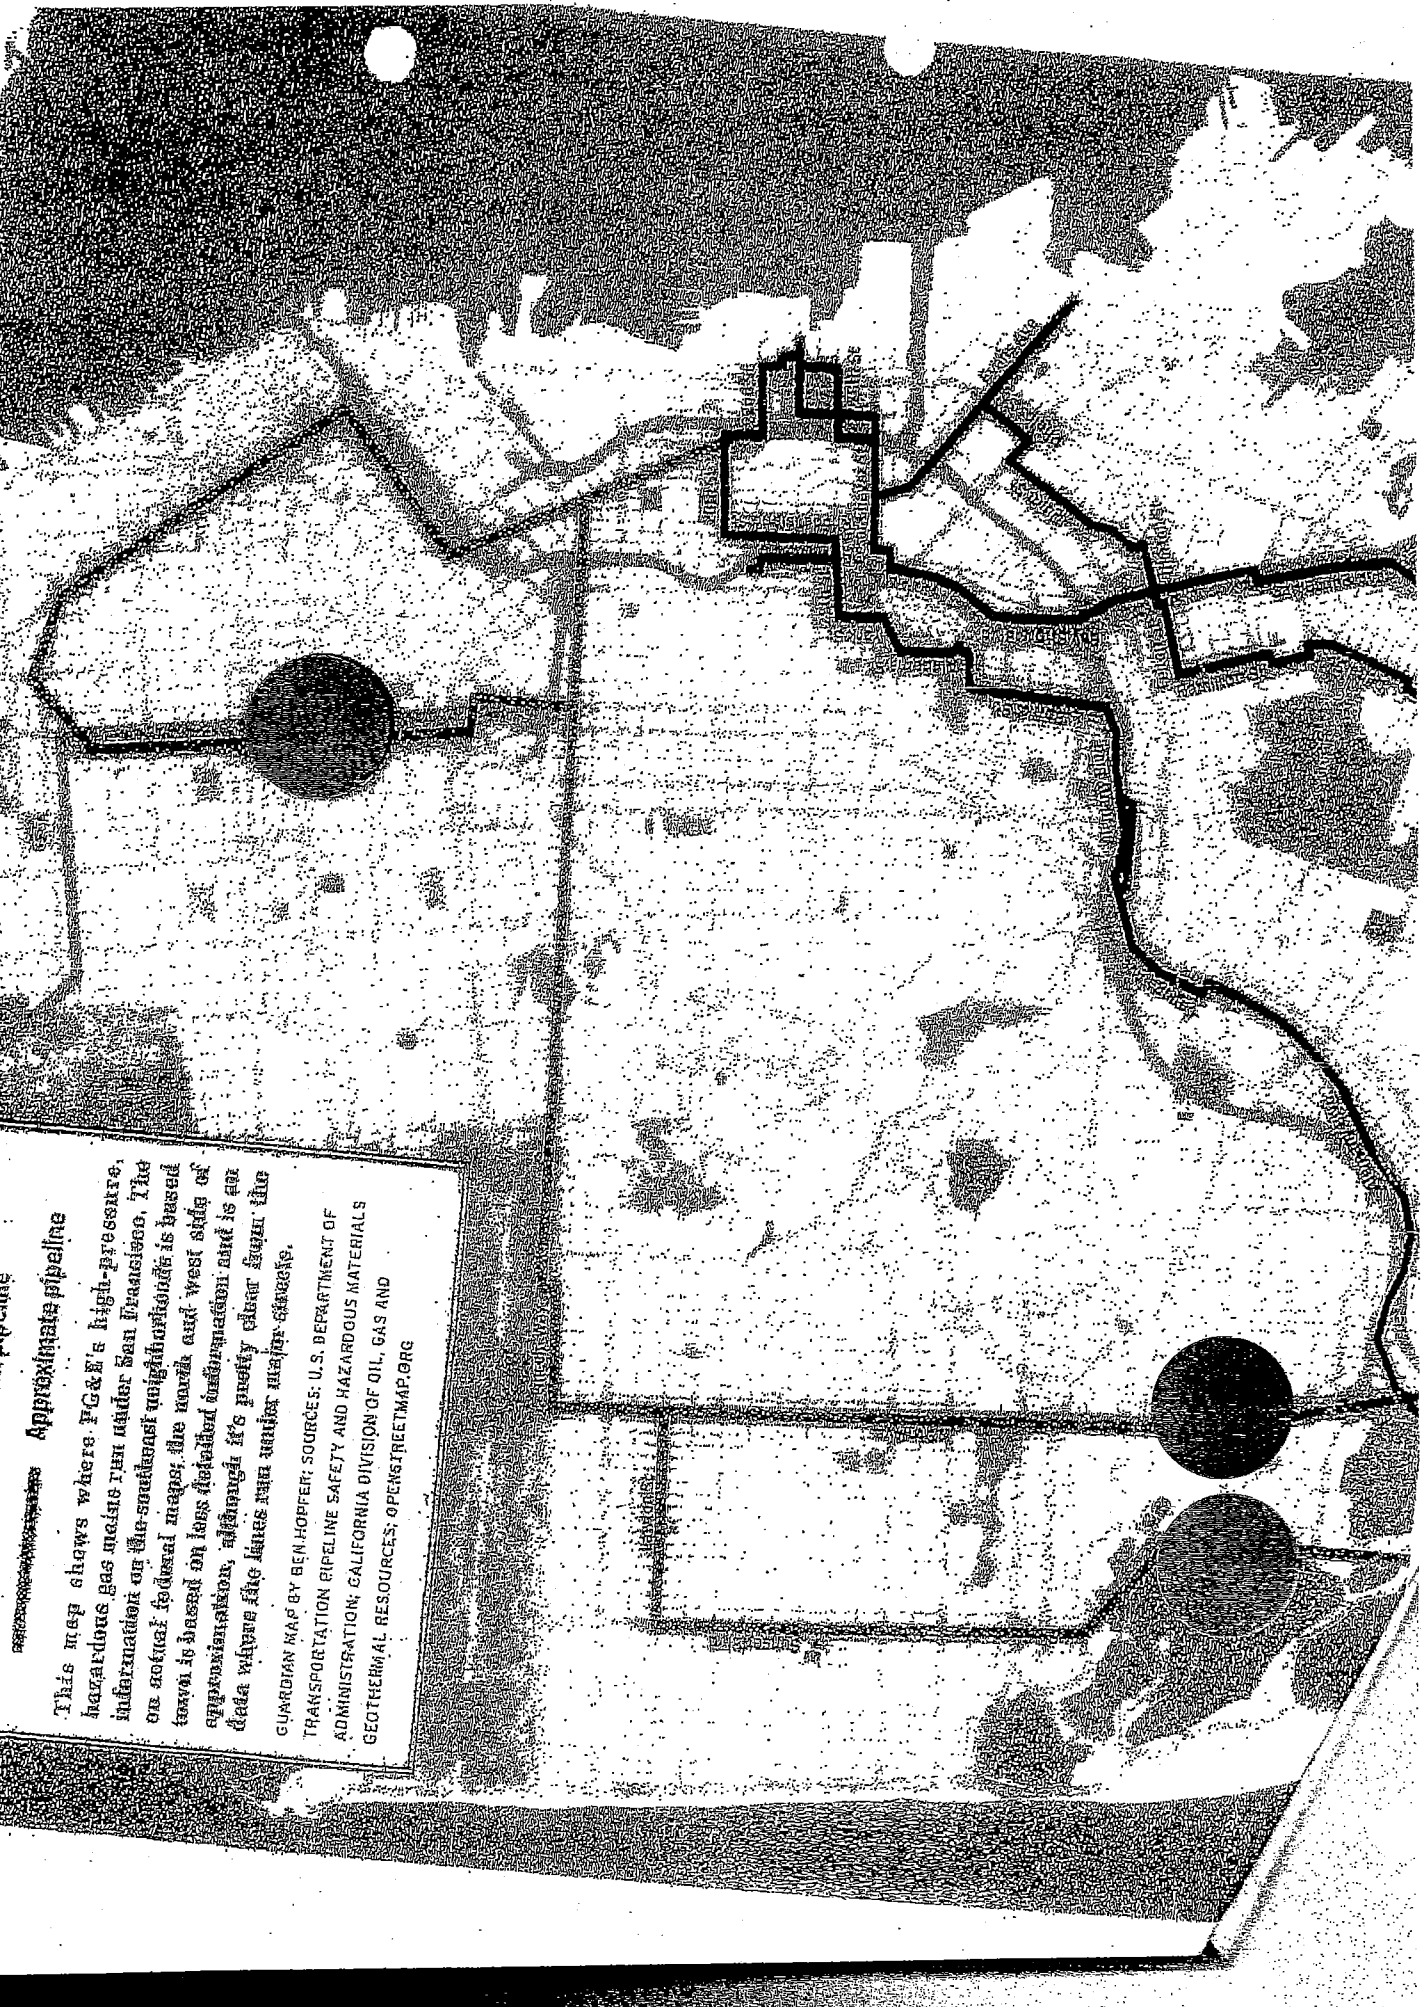 Approximate pipeline
This map shows where PG&E's high-pressure,
hazardous gas mains run under San Francisco. The
information on the southeast neighborhoods is based
on actual federal maps; the north and west side of
town is based on less detailed information and is an
approximation, although it's pretty clear from the
data where the lines run under major streets.
GUARDIAN MAP BY BEN HOPFER; SOURCES: U.S. DEPARTMENT OF
TRANSPORTATION PIPELINE SAFETY AND HAZARDOUS MATERIALS
ADMINISTRATION; CALIFORNIA DIVISION OF OIL, GAS AND
GEOTHERMAL RESOURCES; OPENSTREETMAP.ORG